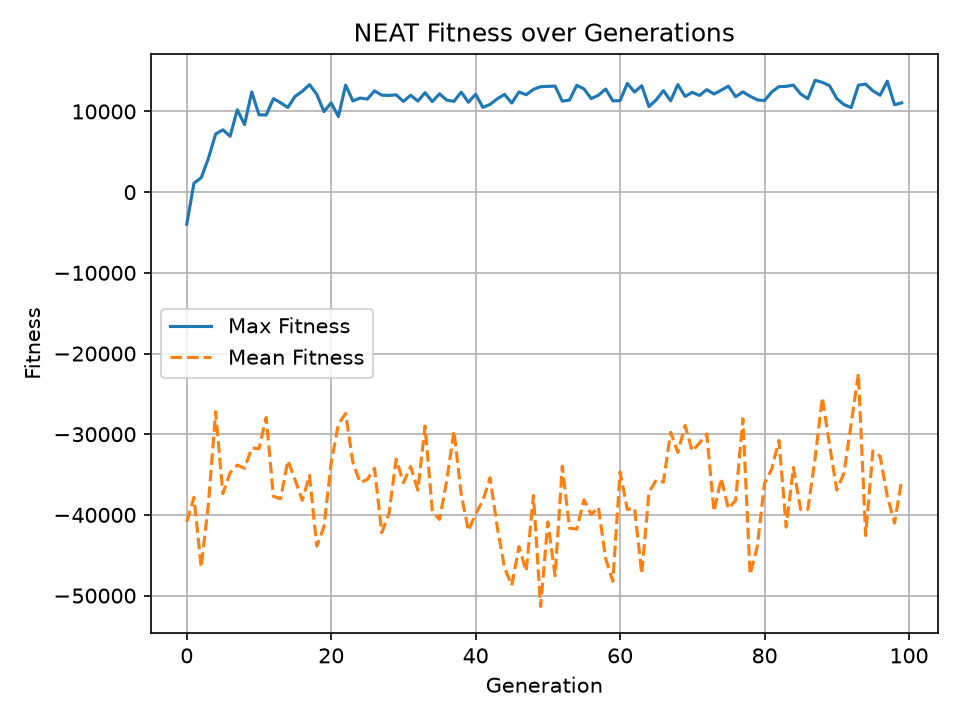 NEAT Fitness over Generations
Fitness
10000
0
−10000
−20000
−30000
−40000
−50000
Max Fitness
Mean Fitness
0 20 40 60 80 100
Generation